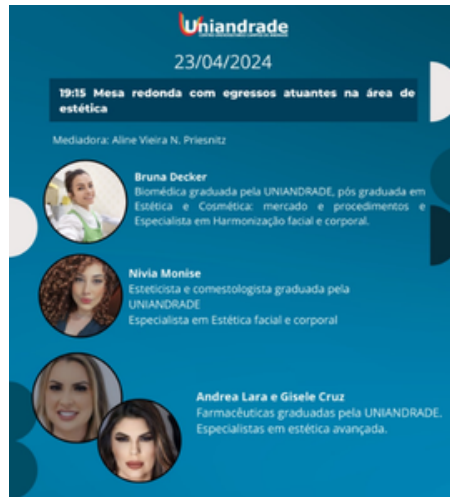 Uniandrade
23/04/2024
19:15 Mesa redonda com egressos atuantes na área de
estética
Mediadora: Aline Vieira N. Priesnitz
Bruna Decker
Biomédica graduada pela UNIANDRADE, pós graduada em
Estética e Cosmética: mercado e procedimentos e
Especialista em Harmonização facial e corporal.
Nivia Monise
Esteticista e comestologista graduada pela
UNIANDRADE
Especialista em Estética facial e corporal
Andrea Lara e Gisele Cruz
Farmacêuticas graduadas pela UNIANDRADE.
Especialistas em estética avançada.